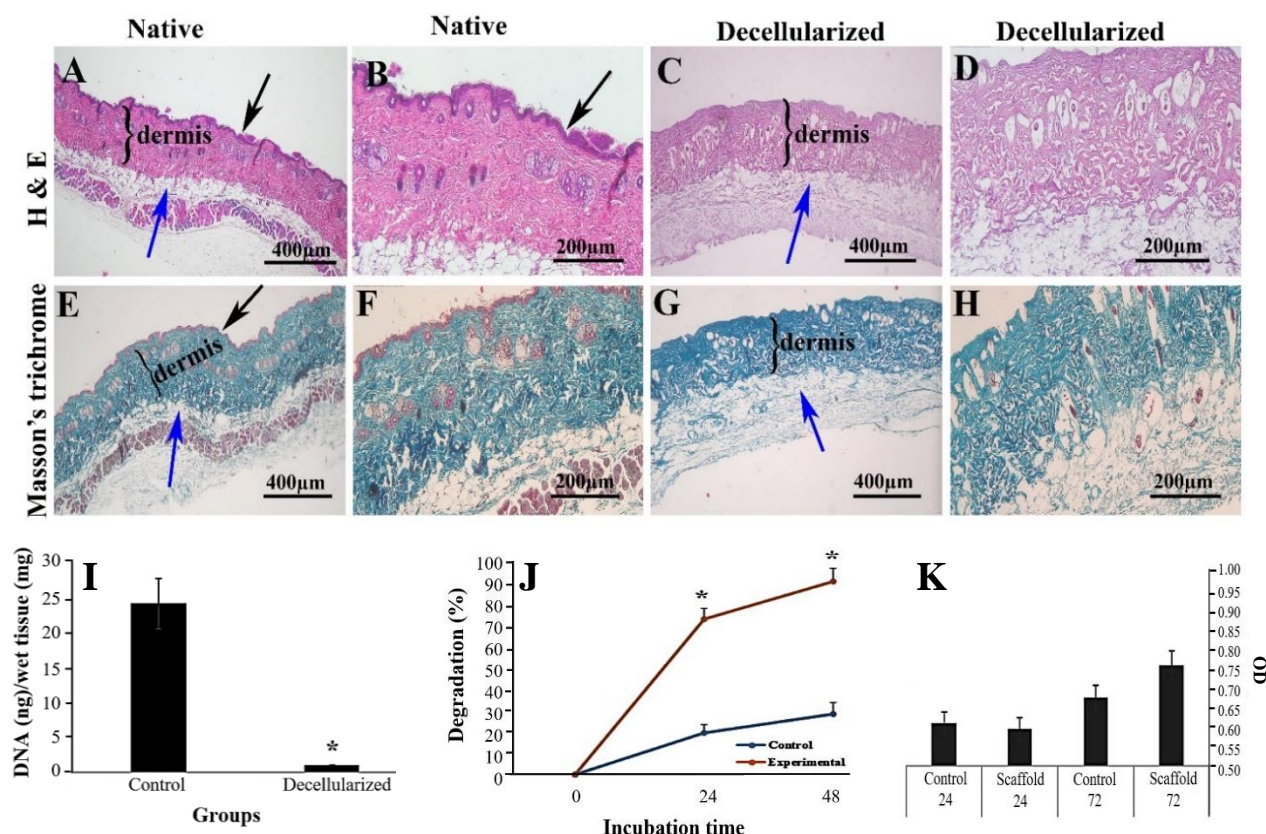 Native
Native
Decellularized
Decellularized
H & E
A
dermis
400µm
B
200µm
C
dermis
400µm
D
200µm
Masson's trichrome
E
dermis
400µm
F
200µm
G
dermis
400µm
H
200µm
I
DNA (ng)/wet tissue (mg)
30
25
20
15
10
5
0
*
Control
Decellularized
Groups
J
Degradation (%)
100
90
80
70
60
50
40
30
20
10
0
*
*
Control
Experimental
0
24
48
Incubation time
K
1.00
0.95
0.90
0.85
0.80
0.75
0.70
0.65
0.60
0.55
0.50
OD
Control
24
Scaffold
24
Control
72
Scaffold
72